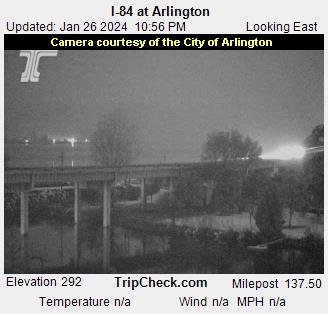 I-84 at Arlington
Updated: Jan 26 2024 10:56 PM Looking East
Camera courtesy of the City of Arlington
Elevation 292 TripCheck.com Milepost 137.50
Temperature n/a Wind n/a MPH n/a